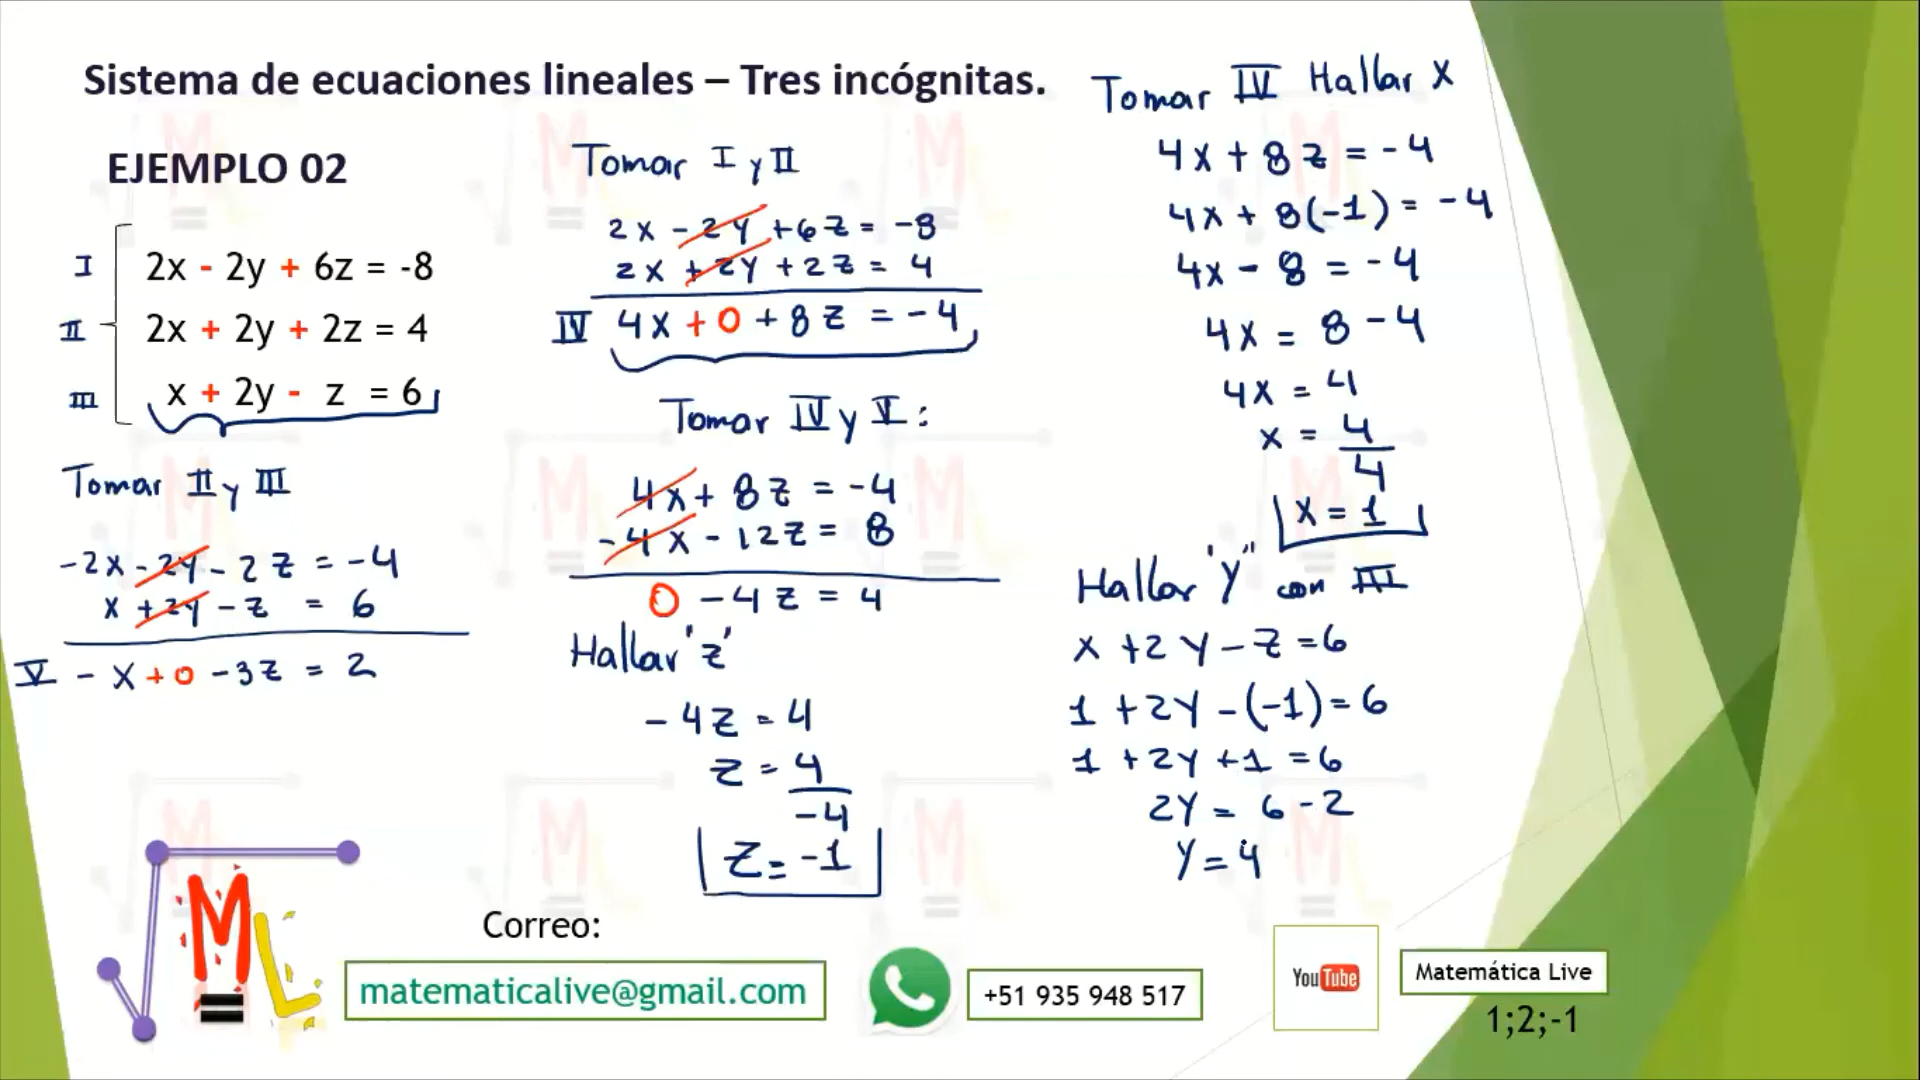 Sistema de ecuaciones lineales – Tres incógnitas.
EJEMPLO 02
I 2x - 2y + 6z = -8
II 2x + 2y + 2z = 4
III x + 2y - z = 6
Tomar II y III
-2x - 2y - 2z = -4
x + 2y - z = 6
V - x + 0 - 3z = 2
Tomar I y II
2x - 2y + 6z = -8
2x + 2y + 2z = 4
IV 4x + 0 + 8z = -4
Tomar IV y V:
4x + 8z = -4
-4x - 12z = 8
0 - 4z = 4
Hallar 'z'
- 4z = 4
z = 4
-4
z = -1
Tomar IV Hallar x
4x + 8z = -4
4x + 8(-1) = -4
4x - 8 = -4
4x = 8 - 4
4x = 4
x = 4
4
x = 1
Hallar 'y" con III
x + 2y - z = 6
1 + 2y - (-1) = 6
1 + 2y + 1 = 6
2y = 6 - 2
y = 4
ML
=
Correo:
matematicalive@gmail.com
+51 935 948 517
YouTube
Matemática Live
1;2;-1